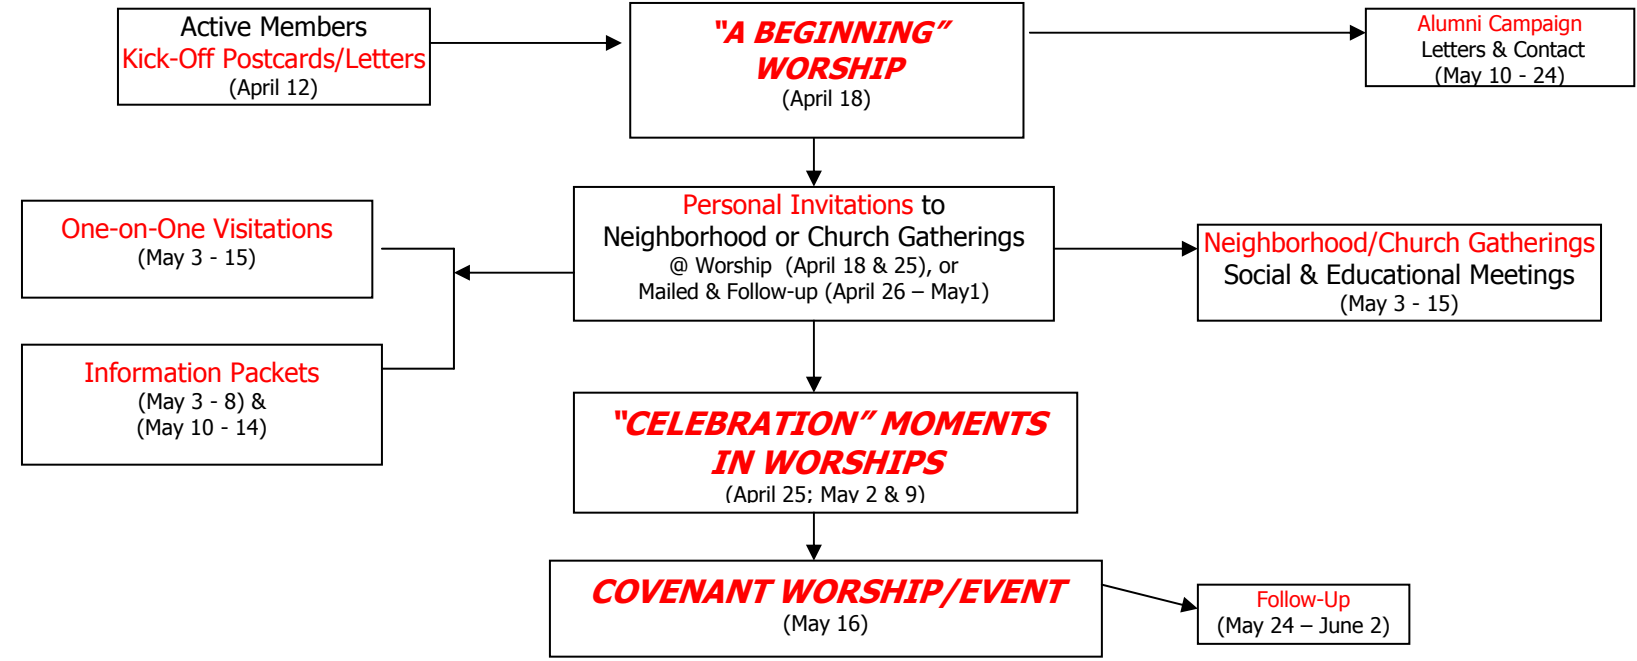 Active Members
Kick-Off Postcards/Letters
(April 12)
“A BEGINNING”
WORSHIP
(April 18)
Alumni Campaign
Letters & Contact
(May 10 - 24)
One-on-One Visitations
(May 3 - 15)
Personal Invitations to
Neighborhood or Church Gatherings
@ Worship (April 18 & 25), or
Mailed & Follow-up (April 26 – May1)
Neighborhood/Church Gatherings
Social & Educational Meetings
(May 3 - 15)
Information Packets
(May 3 - 8) &
(May 10 - 14)
“CELEBRATION” MOMENTS
IN WORSHIPS
(April 25; May 2 & 9)
COVENANT WORSHIP/EVENT
(May 16)
Follow-Up
(May 24 – June 2)